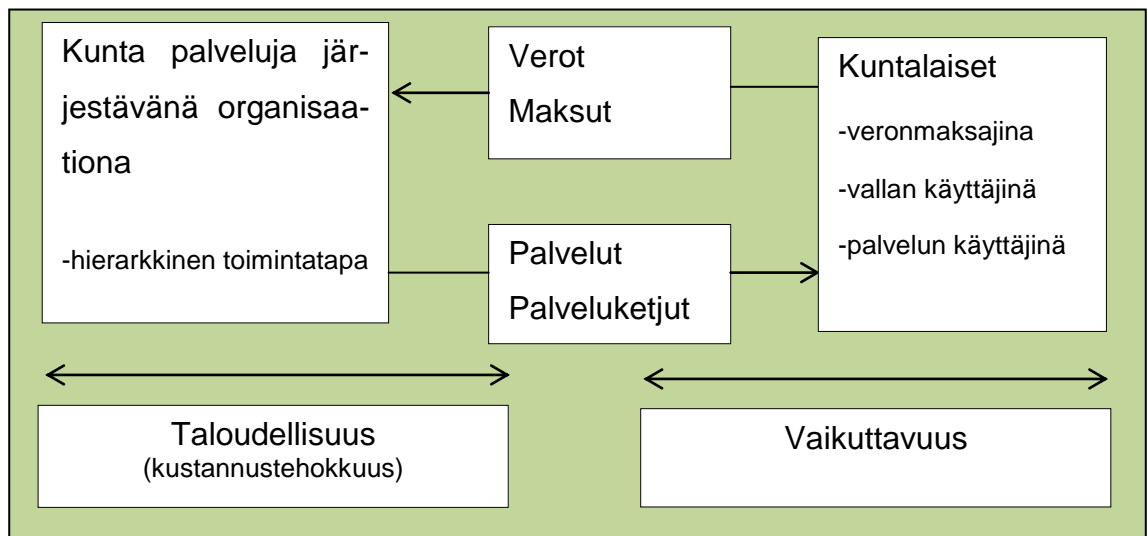 Kunta palveluja jär-
jestävänä organisaa-
tiona
-hierarkkinen toimintatapa
Verot
Maksut
Palvelut
Palveluketjut
Kuntalaiset
-veronmaksajina
-vallan käyttäjinä
-palvelun käyttäjinä
Taloudellisuus
(kustannustehokkuus)
Vaikuttavuus